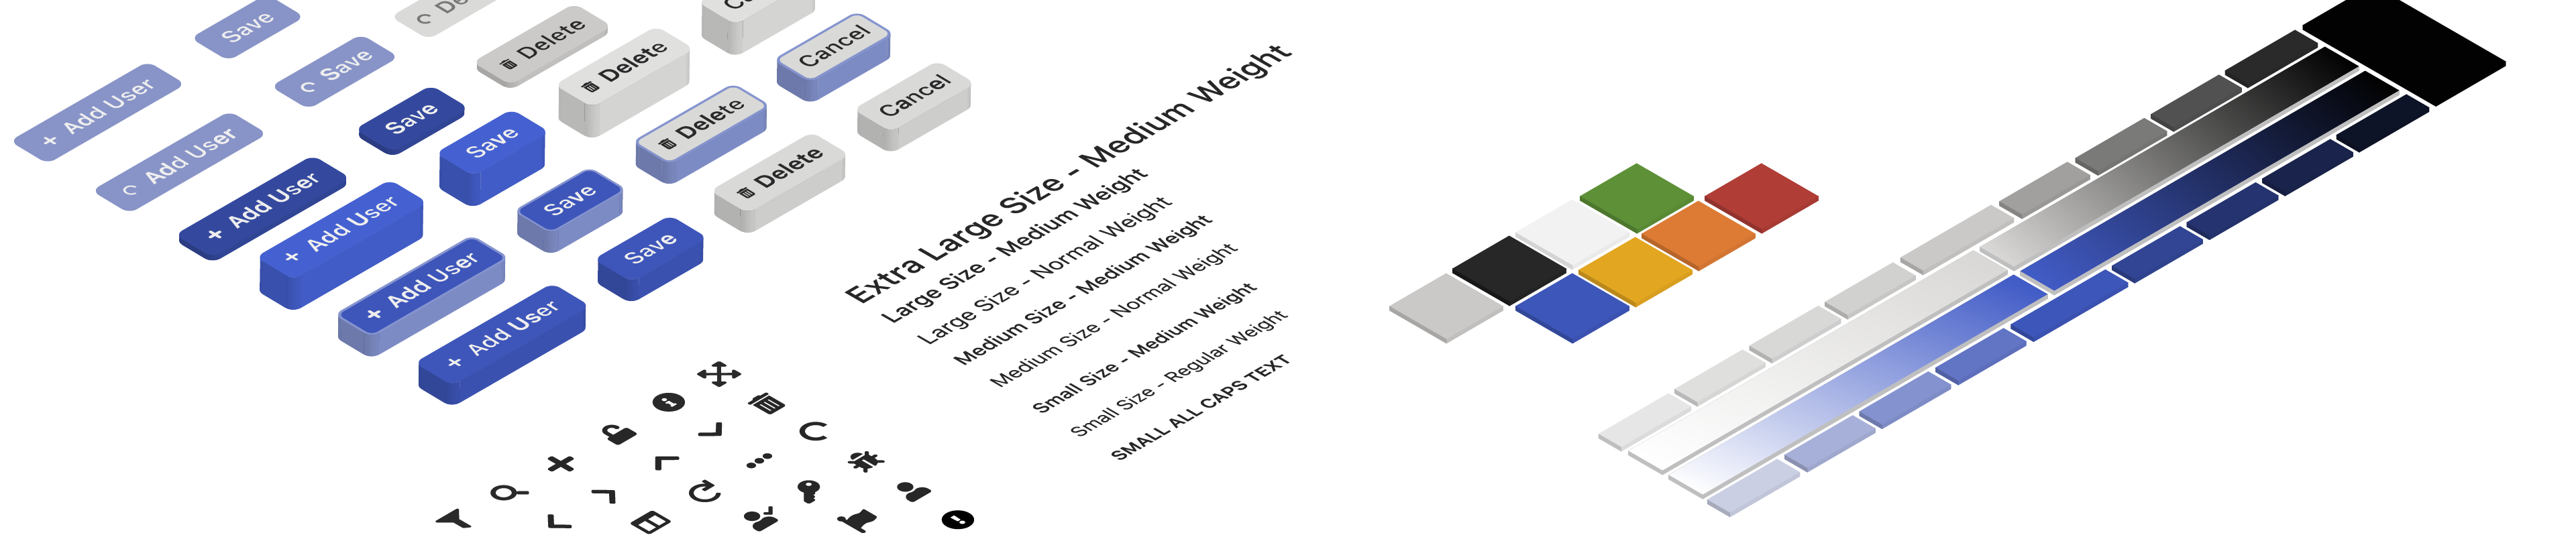 Save
Save
Save
Save
Save
Save
+ Add User
Add User
+ Add User
+ Add User
+ Add User
+ Add User
Delete
Delete
Delete
Delete
Cancel
Cancel
Extra Large Size - Medium Weight
Large Size - Medium Weight
Large Size - Normal Weight
Medium Size - Medium Weight
Medium Size - Normal Weight
Small Size - Medium Weight
Small Size - Regular Weight
SMALL ALL CAPS TEXT